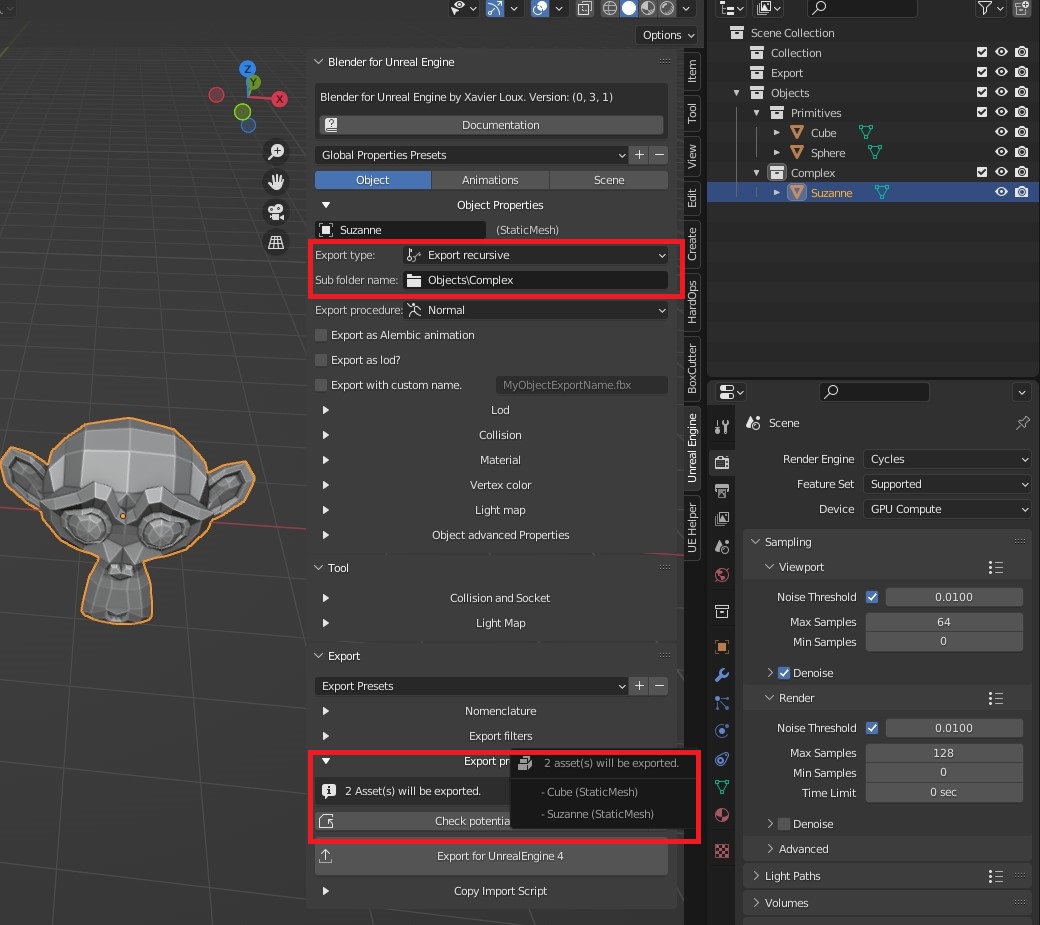 Options
Blender for Unreal Engine
Blender for Unreal Engine by Xavier Loux. Version: (0, 3, 1)
Documentation
Global Properties Presets
Object Animations Scene
Object Properties
Suzanne (StaticMesh)
Export type: Export recursive
Sub folder name: Objects\Complex
Export procedure: Normal
Export as Alembic animation
Export as lod?
Export with custom name. MyObjectExportName.fbx
Lod
Collision
Material
Vertex color
Light map
Object advanced Properties
Tool
Collision and Socket
Light Map
Export
Export Presets
Nomenclature
Export filters
Export pr
2 Asset(s) will be exported.
Check potentia
2 asset(s) will be exported.
- Cube (StaticMesh)
- Suzanne (StaticMesh)
Export for UnrealEngine 4
Copy Import Script
Z
Y
X
Item
Tool
View
Edit
Create
HardOps
BoxCutter
Unreal Engine
UE Helper
Scene Collection
Collection
Export
Objects
Primitives
Cube
Sphere
Complex
Suzanne
Scene
Render Engine Cycles
Feature Set Supported
Device GPU Compute
Sampling
Viewport
Noise Threshold 0.0100
Max Samples 64
Min Samples 0
Denoise
Render
Noise Threshold 0.0100
Max Samples 128
Min Samples 0
Time Limit 0 sec
Denoise
Advanced
Light Paths
Volumes